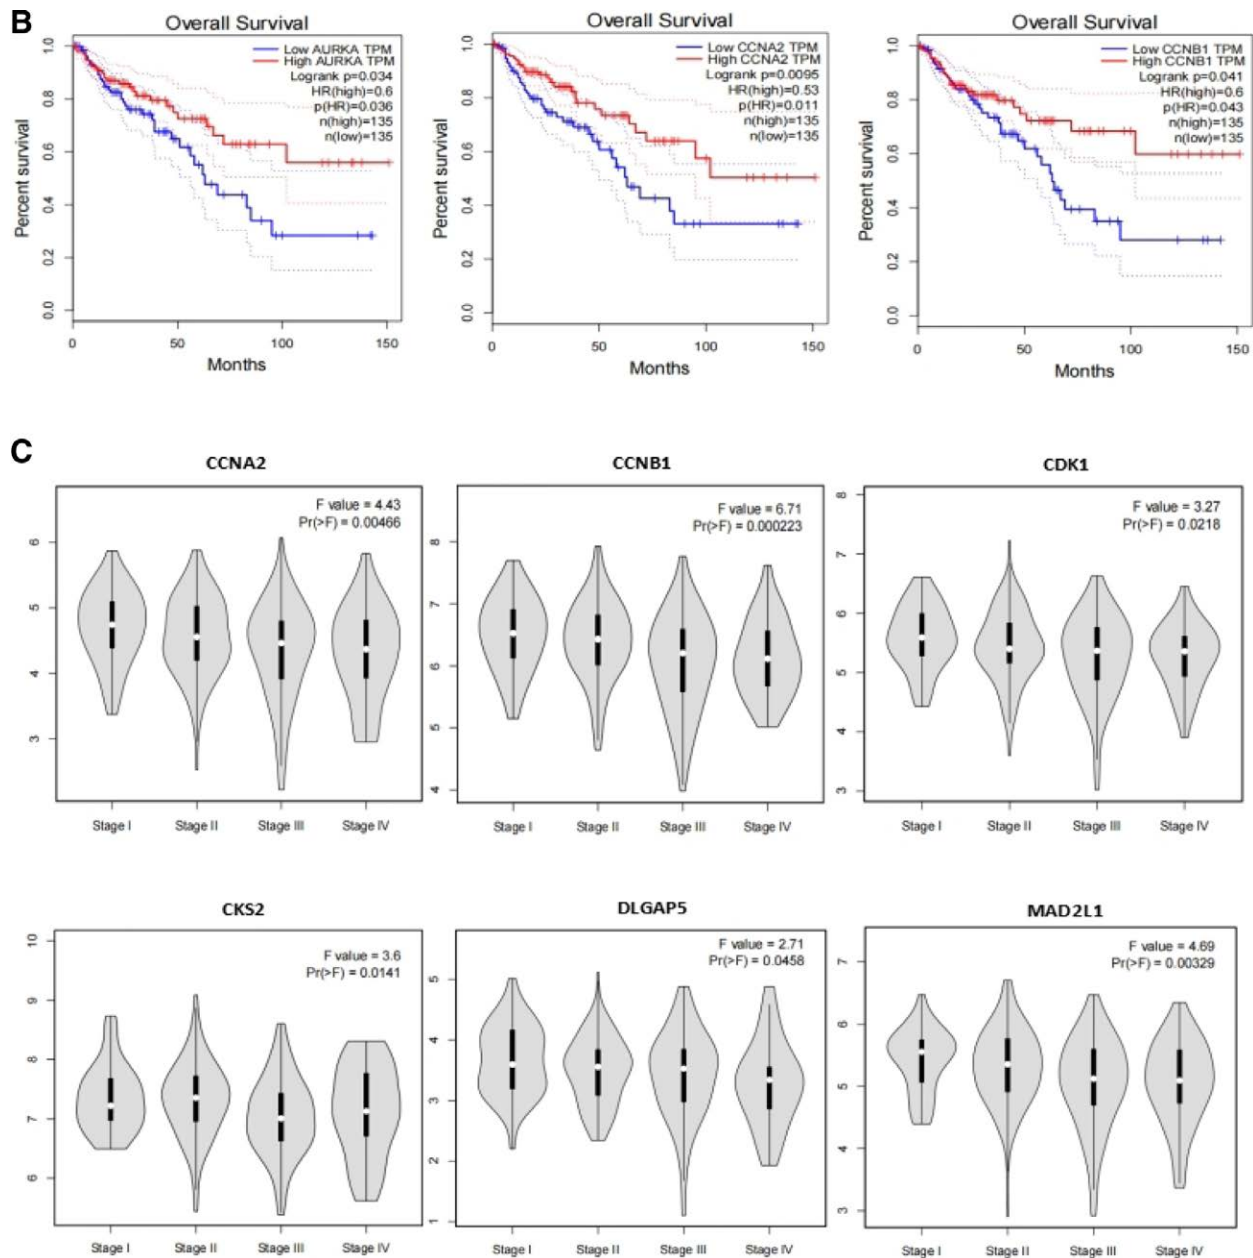 B
Overall Survival
Low AURKA TPM
High AURKA TPM
Logrank p=0.034
HR(high)=0.6
p(HR)=0.036
n(high)=135
n(low)=135
Percent survival
0.0 0.2 0.4 0.6 0.8 1.0
0 50 100 150
Months
Overall Survival
Low CCNA2 TPM
High CCNA2 TPM
Logrank p=0.0095
HR(high)=0.53
p(HR)=0.011
n(high)=135
n(low)=135
Percent survival
0.0 0.2 0.4 0.6 0.8 1.0
0 50 100 150
Months
Overall Survival
Low CCNB1 TPM
High CCNB1 TPM
Logrank p=0.041
HR(high)=0.6
p(HR)=0.043
n(high)=135
n(low)=135
Percent survival
0.0 0.2 0.4 0.6 0.8 1.0
0 50 100 150
Months
C
CCNA2
F value = 4.43
Pr(>F) = 0.00466
3 4 5 6
Stage I Stage II Stage III Stage IV
CCNB1
F value = 6.71
Pr(>F) = 0.000223
4 5 6 7 8
Stage I Stage II Stage III Stage IV
CDK1
F value = 3.27
Pr(>F) = 0.0218
3 4 5 6 7 8
Stage I Stage II Stage III Stage IV
CKS2
F value = 3.6
Pr(>F) = 0.0141
6 7 8 9 10
Stage I Stage II Stage III Stage IV
DLGAP5
F value = 2.71
Pr(>F) = 0.0458
1 2 3 4 5
Stage I Stage II Stage III Stage IV
MAD2L1
F value = 4.69
Pr(>F) = 0.00329
3 4 5 6 7
Stage I Stage II Stage III Stage IV